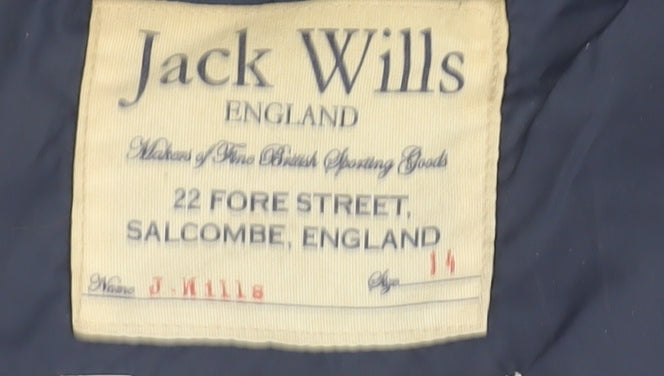 Jack Wills
ENGLAND
Makers of Fine British Sporting Goods
22 FORE STREET,
SALCOMBE, ENGLAND
Name J.Wills Size 14